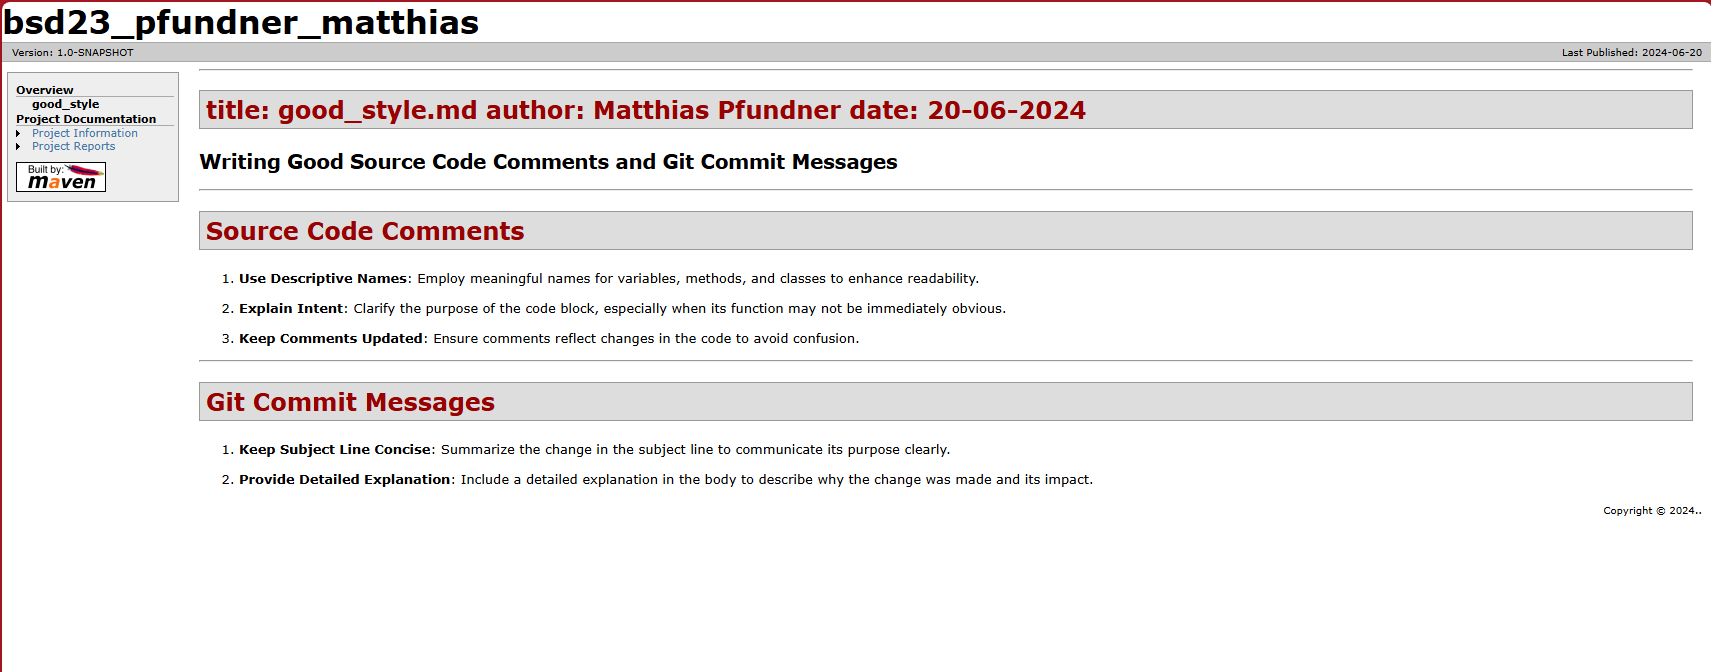 bsd23_pfundner_matthias
Version: 1.0-SNAPSHOT
Last Published: 2024-06-20
Overview
good_style
Project Documentation
Project Information
Project Reports
Built by:
maven
title: good_style.md author: Matthias Pfundner date: 20-06-2024
Writing Good Source Code Comments and Git Commit Messages
Source Code Comments
1. Use Descriptive Names: Employ meaningful names for variables, methods, and classes to enhance readability.
2. Explain Intent: Clarify the purpose of the code block, especially when its function may not be immediately obvious.
3. Keep Comments Updated: Ensure comments reflect changes in the code to avoid confusion.
Git Commit Messages
1. Keep Subject Line Concise: Summarize the change in the subject line to communicate its purpose clearly.
2. Provide Detailed Explanation: Include a detailed explanation in the body to describe why the change was made and its impact.
Copyright © 2024..